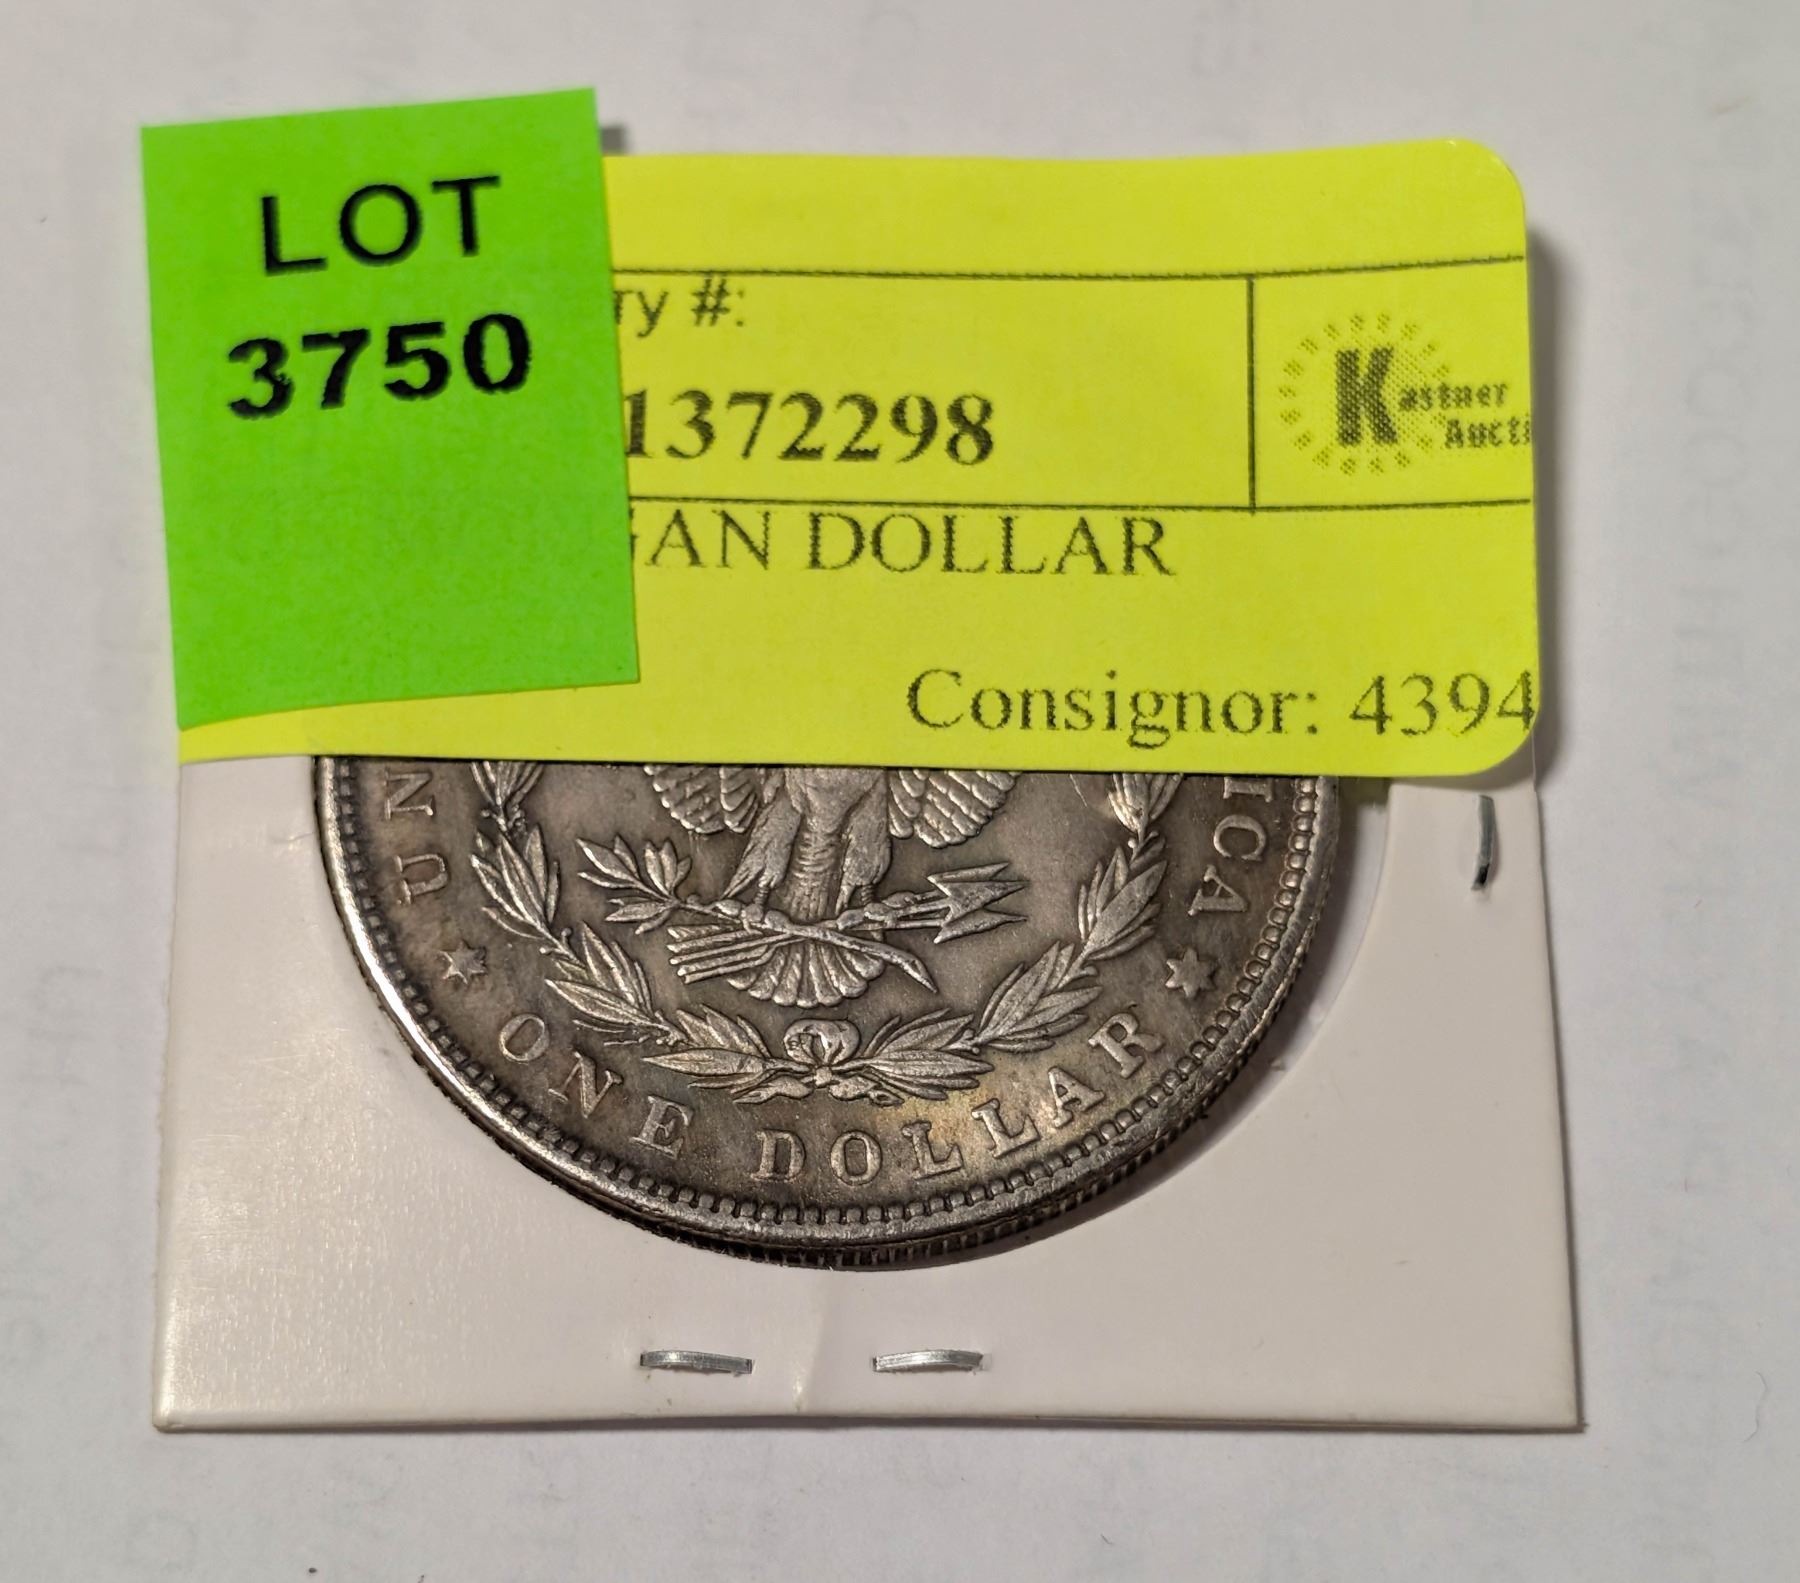 LOT
3750
ry #:
1372298
Kastner
Aucti
GAN DOLLAR
Consignor: 4394
UN
ICA
ONE DOLLAR